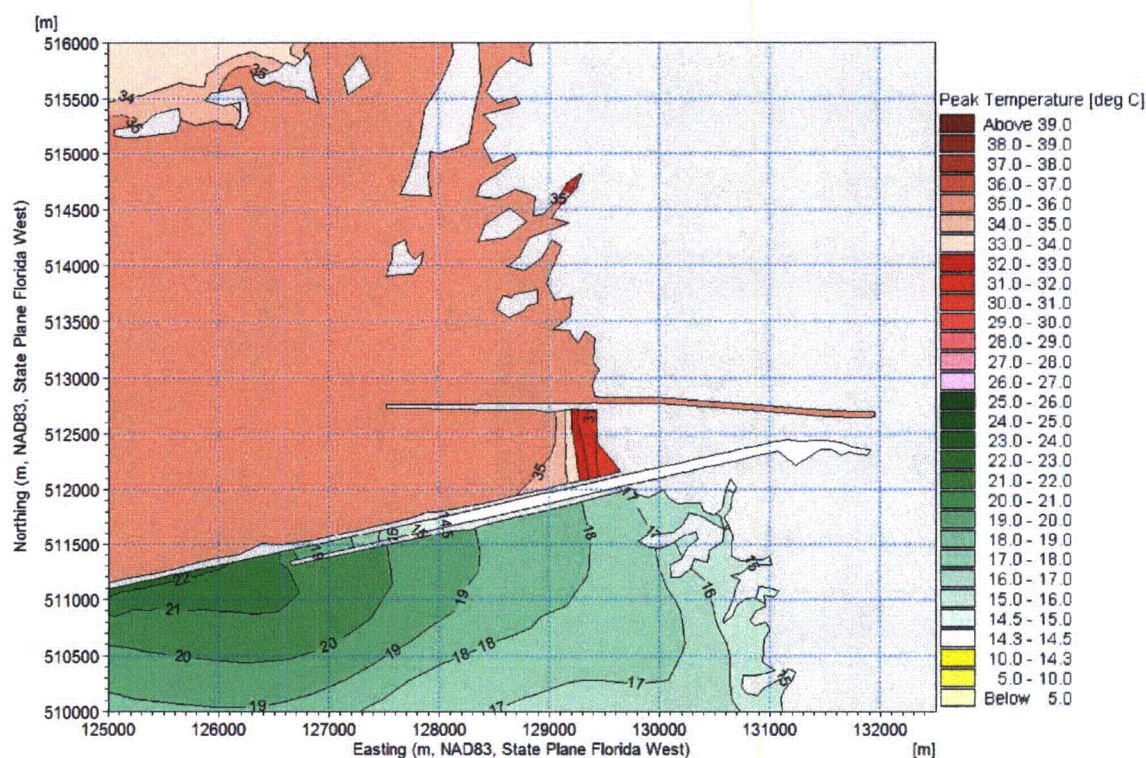 [m]
516000
515500
515000
514500
514000
513500
513000
512500
512000
511500
511000
510500
510000
Northing (m, NAD83, State Plane Florida West)
125000 126000 127000 128000 129000 130000 131000 132000
Easting (m, NAD83, State Plane Florida West) [m]
34
35
35
35
35
22
21
20
20
19
19
19
18
18
18
17
17
17
17
16
Peak Temperature [deg C]
Above 39.0
38.0 - 39.0
37.0 - 38.0
36.0 - 37.0
35.0 - 36.0
34.0 - 35.0
33.0 - 34.0
32.0 - 33.0
31.0 - 32.0
30.0 - 31.0
29.0 - 30.0
28.0 - 29.0
27.0 - 28.0
26.0 - 27.0
25.0 - 26.0
24.0 - 25.0
23.0 - 24.0
22.0 - 23.0
21.0 - 22.0
20.0 - 21.0
19.0 - 20.0
18.0 - 19.0
17.0 - 18.0
16.0 - 17.0
15.0 - 16.0
14.5 - 15.0
14.3 - 14.5
10.0 - 14.3
5.0 - 10.0
Below 5.0